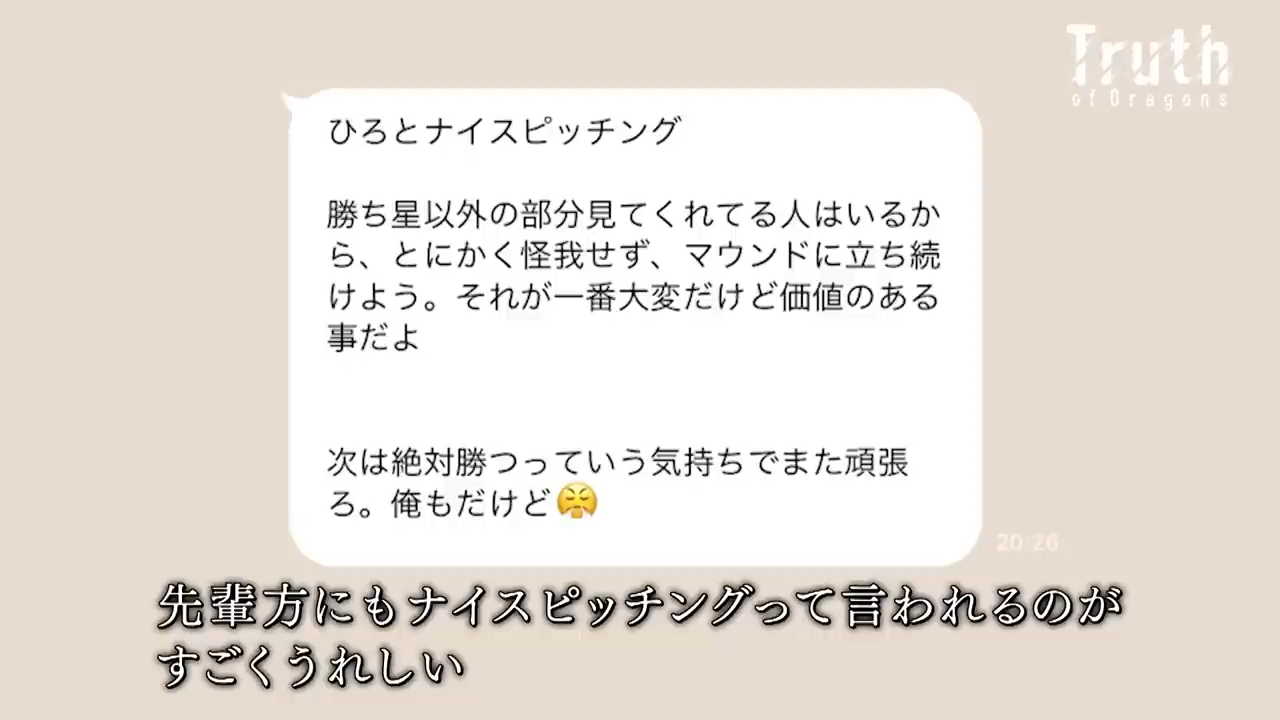 Truth
of Dragons
ひろとナイスピッチング
勝ち星以外の部分見てくれてる人はいるか
ら、とにかく怪我せず、マウンドに立ち続
けよう。それが一番大変だけど価値のある
事だよ
次は絶対勝つっていう気持ちでまた頑張
ろ。俺もだけど😤
20:26
先輩方にもナイスピッチングって言われるのが
すごくうれしい